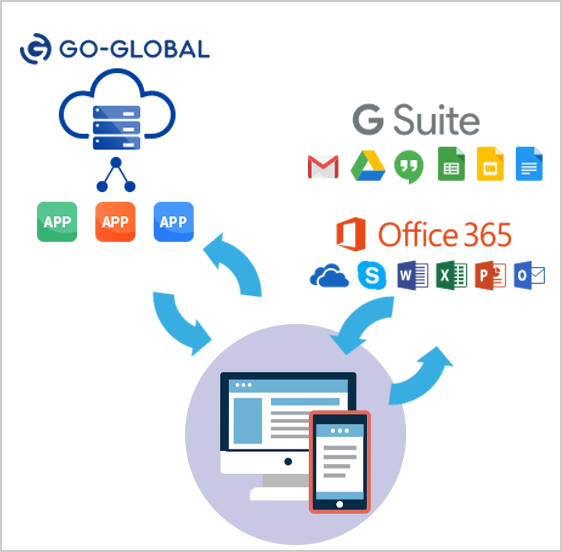 GO-GLOBAL
APP APP APP
G Suite
Office 365
S W X P O